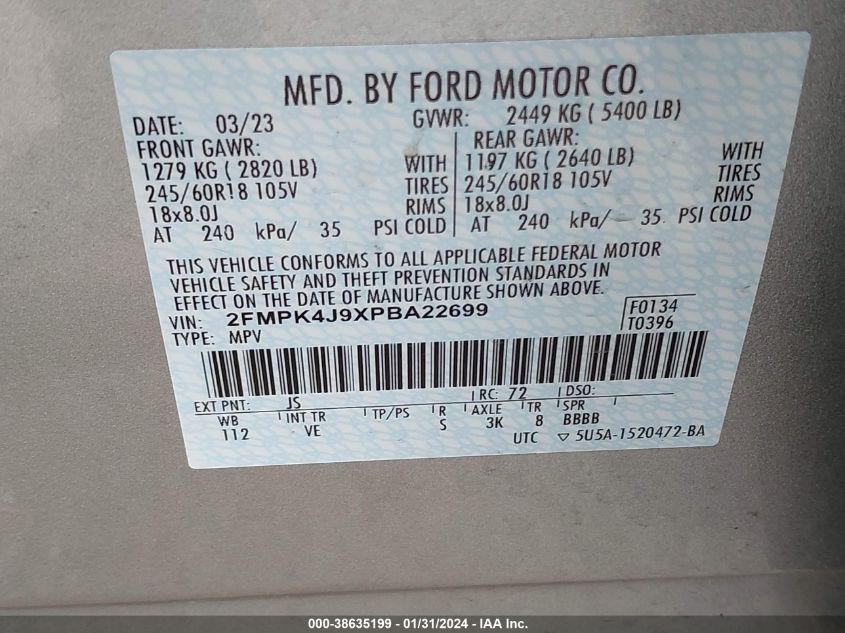 MFD. BY FORD MOTOR CO.
DATE: 03/23 GVWR: 2449 KG ( 5400 LB)
FRONT GAWR: REAR GAWR:
1279 KG ( 2820 LB) WITH 1197 KG ( 2640 LB) WITH
245/60R18 105V TIRES 245/60R18 105V TIRES
18x8.0J RIMS 18x8.0J RIMS
AT 240 kPa/ 35 PSI COLD AT 240 kPa/ 35 PSI COLD
THIS VEHICLE CONFORMS TO ALL APPLICABLE FEDERAL MOTOR
VEHICLE SAFETY AND THEFT PREVENTION STANDARDS IN
EFFECT ON THE DATE OF MANUFACTURE SHOWN ABOVE.
VIN: 2FMPK4J9XPBA22699 F0134
TYPE: MPV T0396
EXT PNT: JS RC: 72 DSO:
WB INT TR TP/PS R AXLE TR SPR
112 VE S 3K 8 BBBB
UTC ▽ 5U5A-1520472-BA
000-38635199 - 01/31/2024 - IAA Inc.